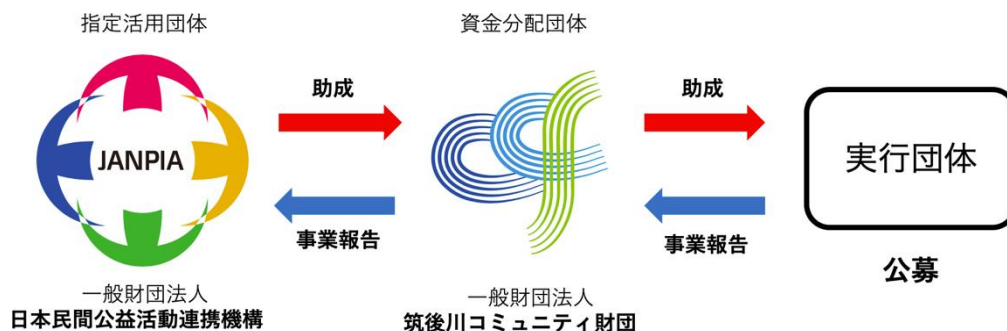 指定活用団体
資金分配団体
助成
助成
JANPIA
実行団体
事業報告
事業報告
公募
一般財団法人
日本民間公益活動連携機構
一般財団法人
筑後川コミュニティ財団